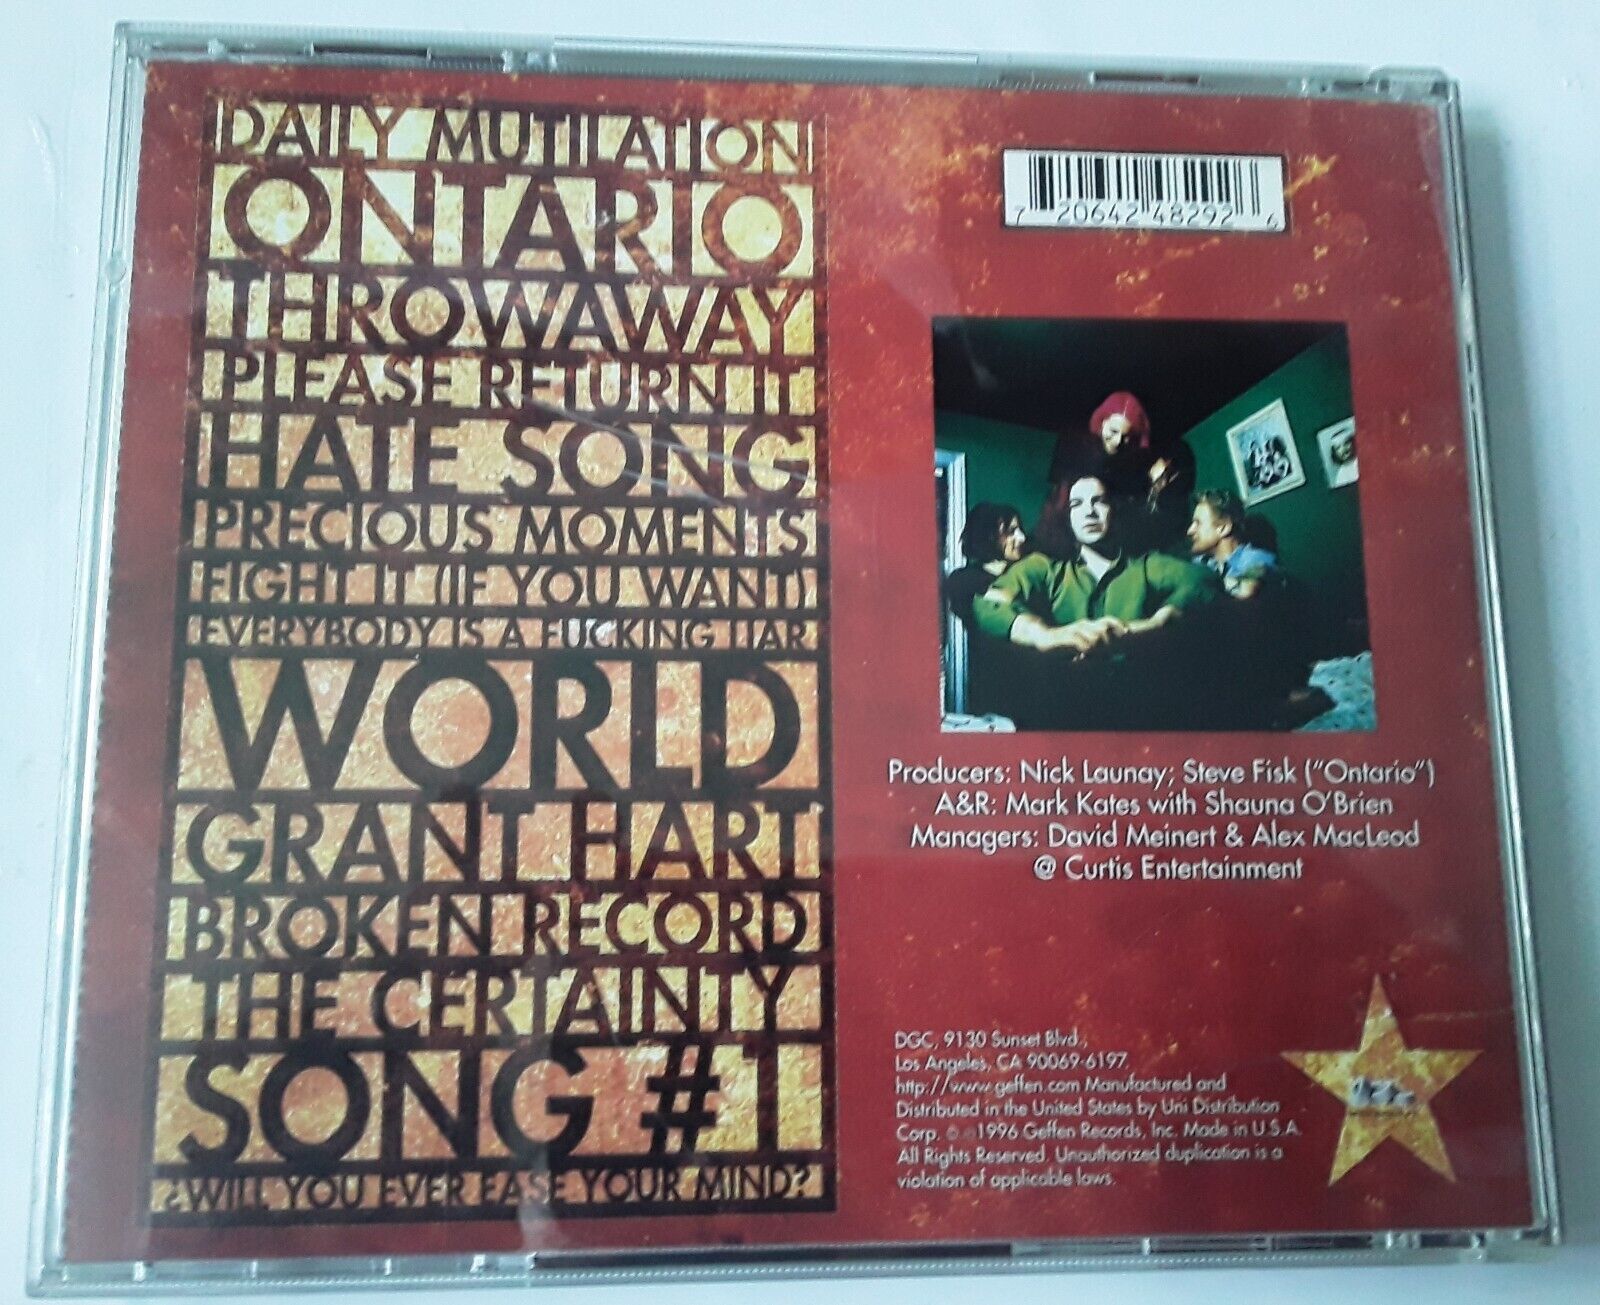 DAILY MUTILATION
ONTARIO
THROWAWAY
PLEASE RETURN IT
HATE SONG
PRECIOUS MOMENTS
FIGHT IT (IF YOU WANT)
EVERYBODY IS A FUCKING LIAR
WORLD
GRANT HART
BROKEN RECORD
THE CERTAINTY
SONG #1
¿WILL YOU EVER EASE YOUR MIND?
7 20642 48292 6
Producers: Nick Launay; Steve Fisk ("Ontario")
A&R: Mark Kates with Shauna O'Brien
Managers: David Meinert & Alex MacLeod
@ Curtis Entertainment
DGC, 9130 Sunset Blvd.,
Los Angeles, CA 90069-6197.
http://www.geffen.com Manufactured and
Distributed in the United States by Uni Distribution
Corp. ©℗1996 Geffen Records, Inc. Made in U.S.A.
All Rights Reserved. Unauthorized duplication is a
violation of applicable laws.